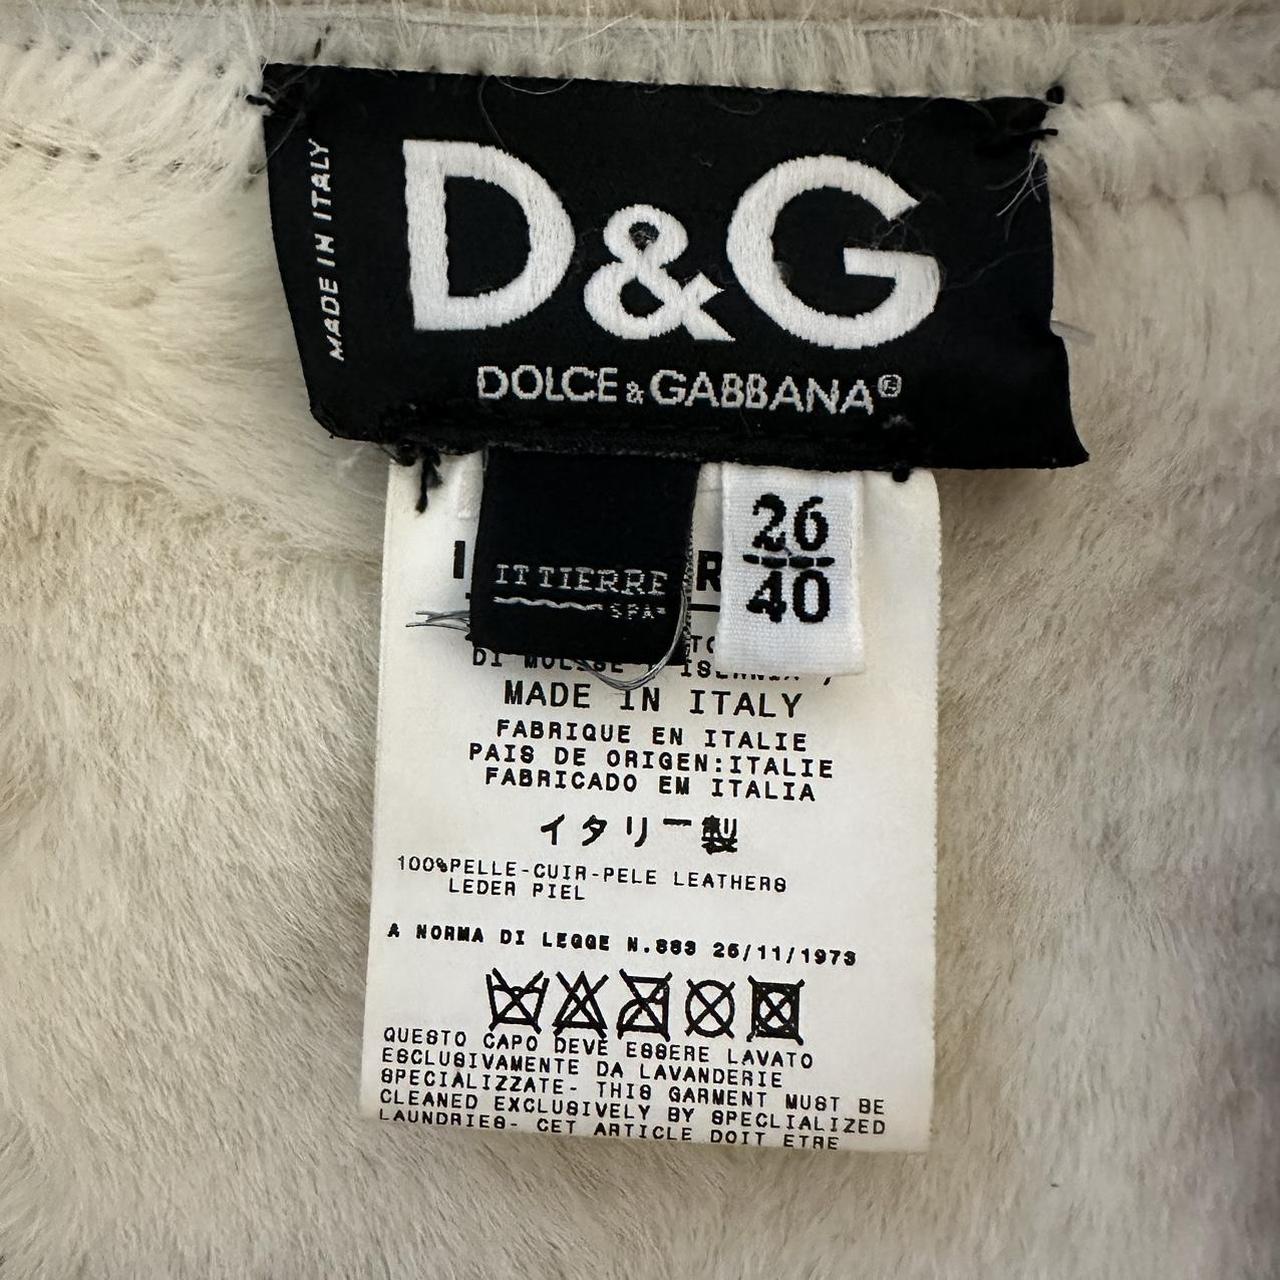 MADE IN ITALY
D&G
DOLCE & GABBANA®
IT TIERRE
SPA
26
40
MADE IN ITALY
FABRIQUE EN ITALIE
PAIS DE ORIGEN:ITALIE
FABRICADO EM ITALIA
イタリー製
100%PELLE-CUIR-PELE LEATHERS
LEDER PIEL
A NORMA DI LEGGE N.883 26/11/1973
QUESTO CAPO DEVE ESSERE LAVATO
ESCLUSIVAMENTE DA LAVANDERIE
SPECIALIZZATE- THIS GARMENT MUST BE
CLEANED EXCLUSIVELY BY SPECLIALIZED
LAUNDRIES- CET ARTICLE DOIT ETRE